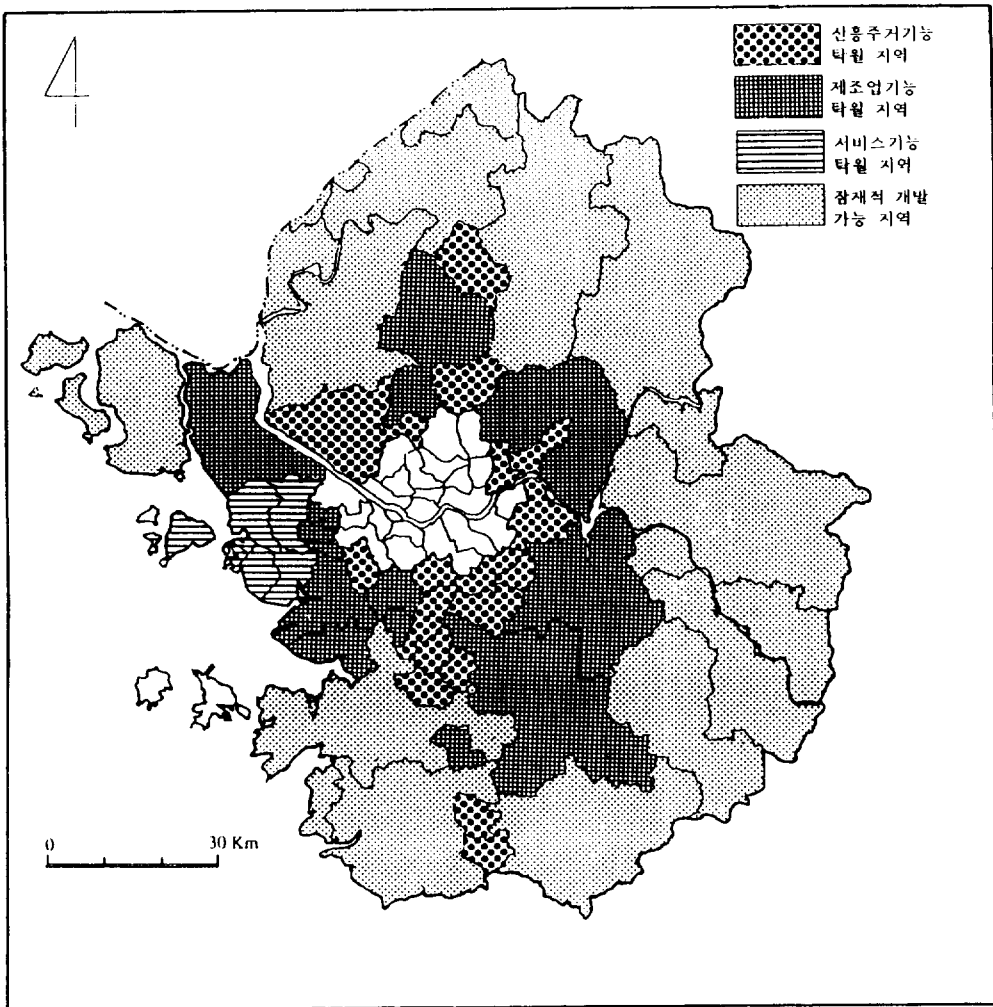 신흥주거기능
탁월 지역
제조업기능
탁월 지역
서비스기능
탁월 지역
잠재적 개발
가능 지역
0 30 Km